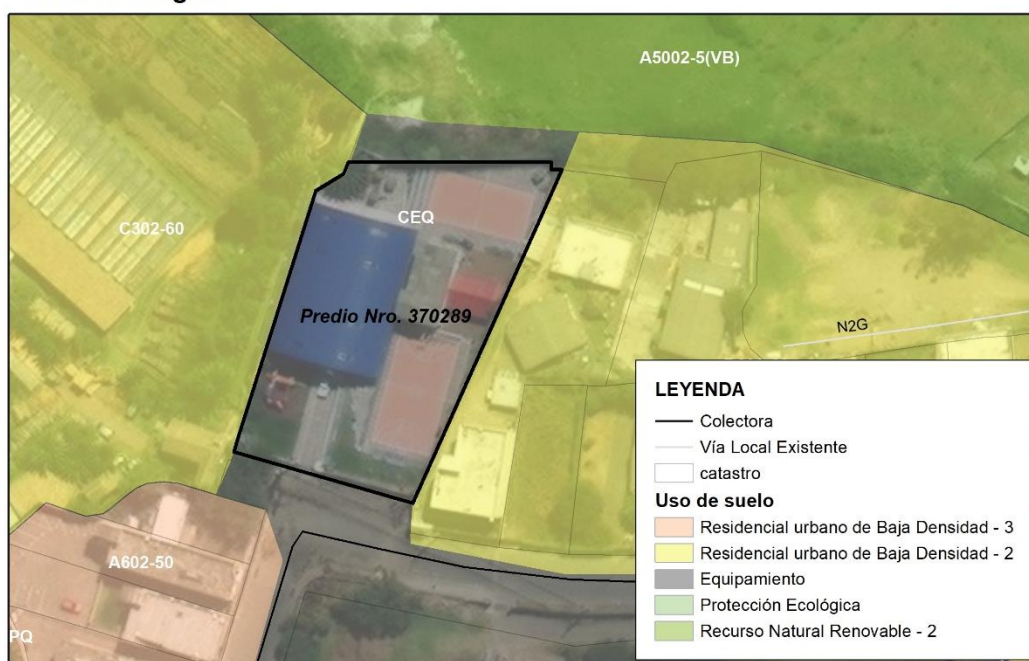 A5002-5(VB)
CEQ
C302-60
Predio Nro. 370289
N2G
LEYENDA
Colectora
Vía Local Existente
catastro
Uso de suelo
Residencial urbano de Baja Densidad - 3
Residencial urbano de Baja Densidad - 2
Equipamiento
Protección Ecológica
Recurso Natural Renovable - 2
A602-50
PQ